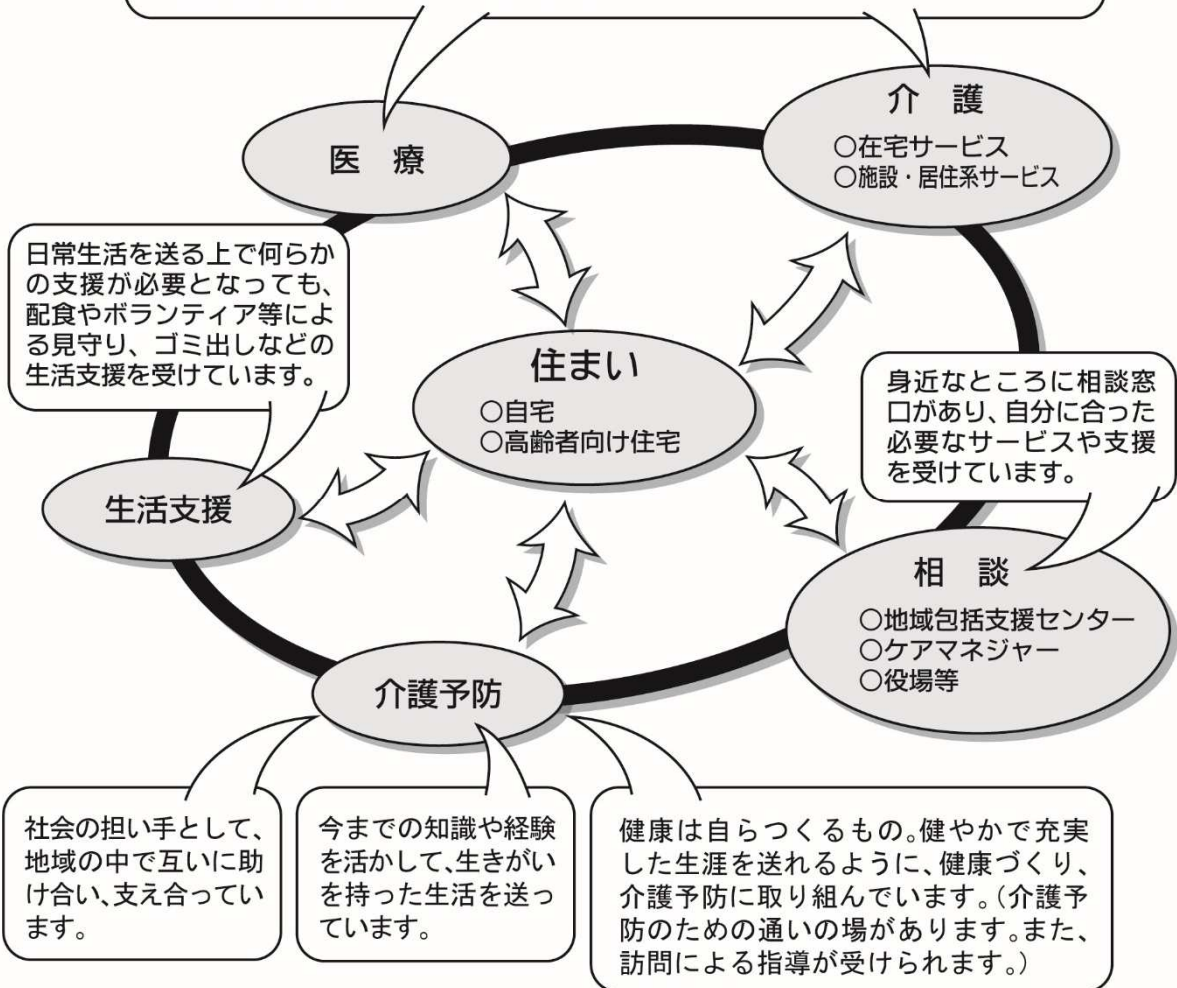 医　療
介　護
○在宅サービス
○施設・居住系サービス
日常生活を送る上で何らか
の支援が必要となっても、
配食やボランティア等によ
る見守り、ゴミ出しなどの
生活支援を受けています。
住まい
○自宅
○高齢者向け住宅
身近なところに相談窓
口があり、自分に合った
必要なサービスや支援
を受けています。
生活支援
相　談
○地域包括支援センター
○ケアマネジャー
○役場等
介護予防
社会の担い手として、
地域の中で互いに助
け合い、支え合ってい
ます。
今までの知識や経験
を活かして、生きがい
を持った生活を送っ
ています。
健康は自らつくるもの。健やかで充実
した生涯を送れるように、健康づくり、
介護予防に取り組んでいます。（介護予
防のための通いの場があります。また、
訪問による指導が受けられます。）